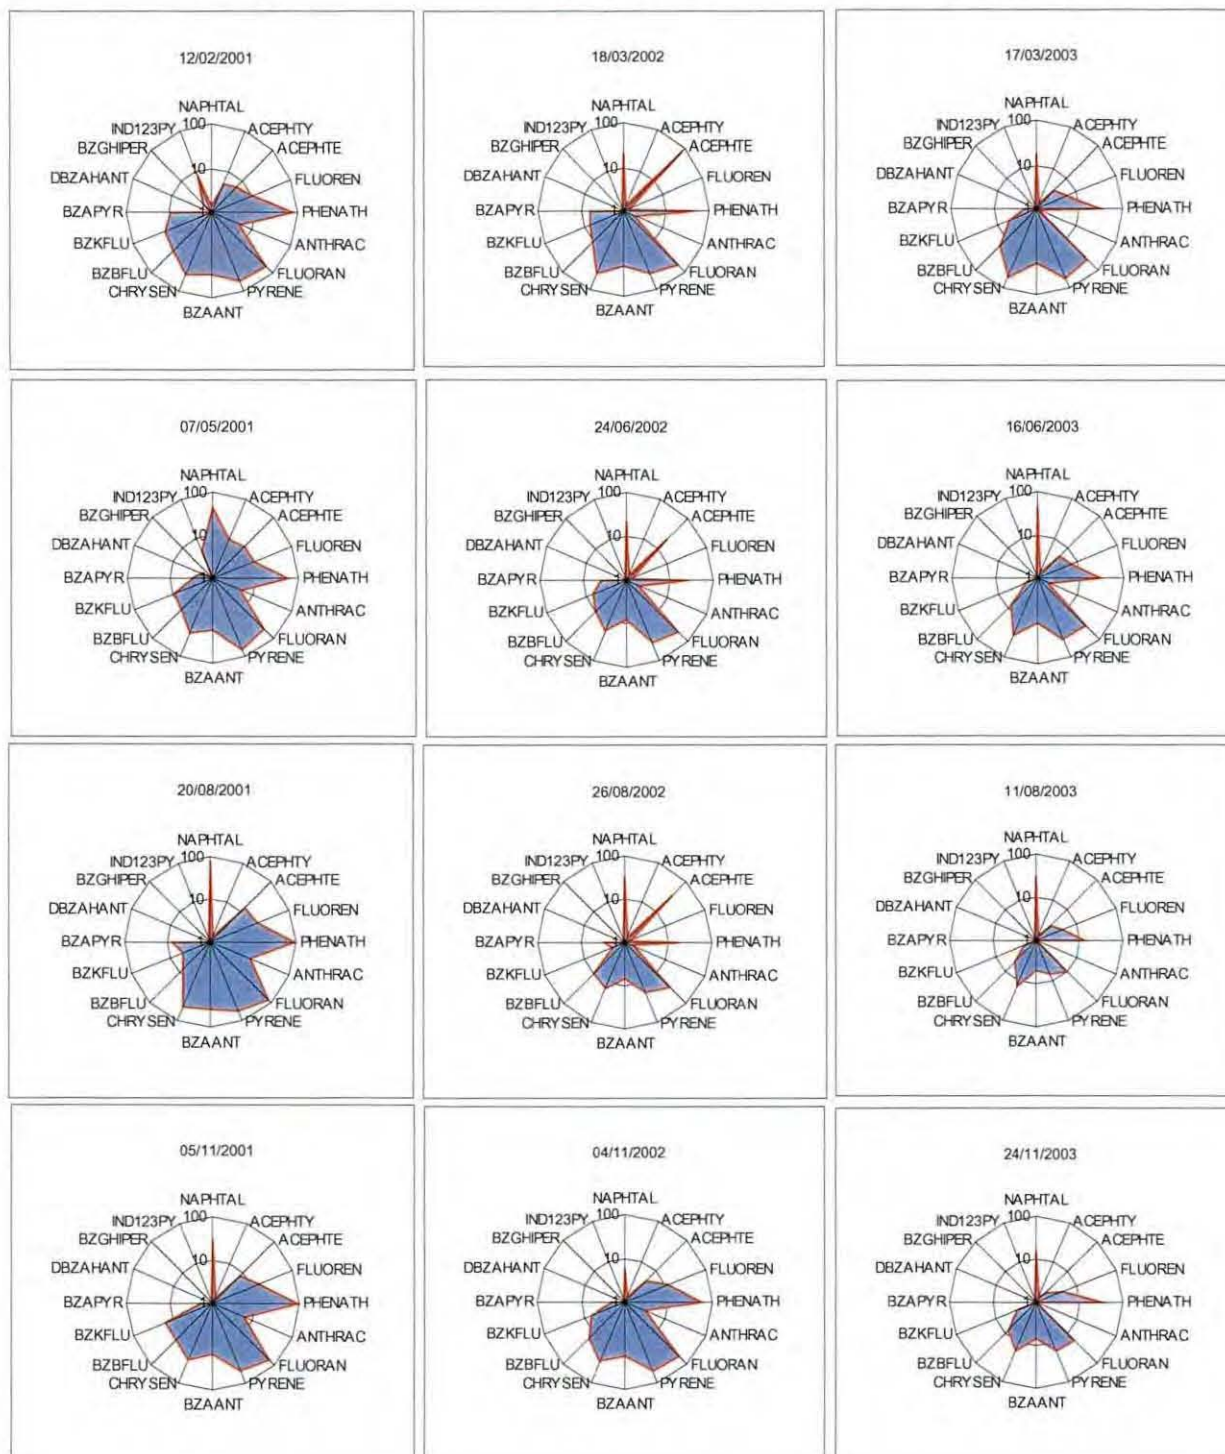 12/02/2001
NAPHTAL
IND123PY 100 ACEPHTY
BZGHIPER ACEPHTE
DBZAHANT 10 FLUOREN
BZAPYR 1 PHENATH
BZKFLU ANTHRAC
BZBFLU FLUORAN
CHRYSEN PYRENE
BZAANT
18/03/2002
NAPHTAL
IND123PY 100 ACEPHTY
BZGHIPER ACEPHTE
DBZAHANT 10 FLUOREN
BZAPYR 1 PHENATH
BZKFLU ANTHRAC
BZBFLU FLUORAN
CHRYSEN PYRENE
BZAANT
17/03/2003
NAPHTAL
IND123PY 100 ACEPHTY
BZGHIPER ACEPHTE
DBZAHANT 10 FLUOREN
BZAPYR 1 PHENATH
BZKFLU ANTHRAC
BZBFLU FLUORAN
CHRYSEN PYRENE
BZAANT
07/05/2001
NAPHTAL
IND123PY 100 ACEPHTY
BZGHIPER ACEPHTE
DBZAHANT 10 FLUOREN
BZAPYR 1 PHENATH
BZKFLU ANTHRAC
BZBFLU FLUORAN
CHRYSEN PYRENE
BZAANT
24/06/2002
NAPHTAL
IND123PY 100 ACEPHTY
BZGHIPER ACEPHTE
DBZAHANT 10 FLUOREN
BZAPYR 1 PHENATH
BZKFLU ANTHRAC
BZBFLU FLUORAN
CHRYSEN PYRENE
BZAANT
16/06/2003
NAPHTAL
IND123PY 100 ACEPHTY
BZGHIPER ACEPHTE
DBZAHANT 10 FLUOREN
BZAPYR 1 PHENATH
BZKFLU ANTHRAC
BZBFLU FLUORAN
CHRYSEN PYRENE
BZAANT
20/08/2001
NAPHTAL
IND123PY 100 ACEPHTY
BZGHIPER ACEPHTE
DBZAHANT 10 FLUOREN
BZAPYR 1 PHENATH
BZKFLU ANTHRAC
BZBFLU FLUORAN
CHRYSEN PYRENE
BZAANT
26/08/2002
NAPHTAL
IND123PY 100 ACEPHTY
BZGHIPER ACEPHTE
DBZAHANT 10 FLUOREN
BZAPYR 1 PHENATH
BZKFLU ANTHRAC
BZBFLU FLUORAN
CHRYSEN PYRENE
BZAANT
11/08/2003
NAPHTAL
IND123PY 100 ACEPHTY
BZGHIPER ACEPHTE
DBZAHANT 10 FLUOREN
BZAPYR 1 PHENATH
BZKFLU ANTHRAC
BZBFLU FLUORAN
CHRYSEN PYRENE
BZAANT
05/11/2001
NAPHTAL
IND123PY 100 ACEPHTY
BZGHIPER ACEPHTE
DBZAHANT 10 FLUOREN
BZAPYR 1 PHENATH
BZKFLU ANTHRAC
BZBFLU FLUORAN
CHRYSEN PYRENE
BZAANT
04/11/2002
NAPHTAL
IND123PY 100 ACEPHTY
BZGHIPER ACEPHTE
DBZAHANT 10 FLUOREN
BZAPYR 1 PHENATH
BZKFLU ANTHRAC
BZBFLU FLUORAN
CHRYSEN PYRENE
BZAANT
24/11/2003
NAPHTAL
IND123PY 100 ACEPHTY
BZGHIPER ACEPHTE
DBZAHANT 10 FLUOREN
BZAPYR 1 PHENATH
BZKFLU ANTHRAC
BZBFLU FLUORAN
CHRYSEN PYRENE
BZAANT